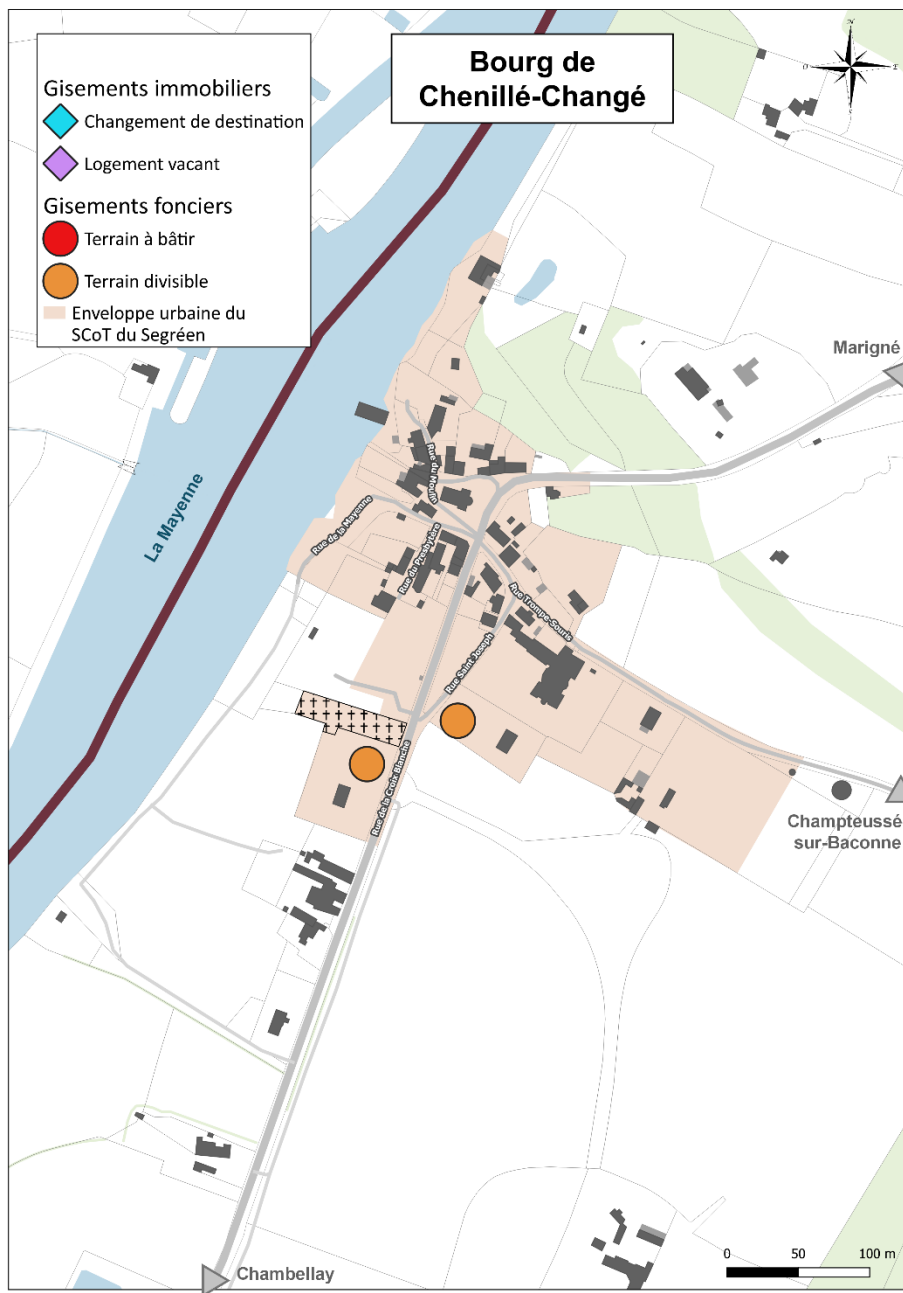 Bourg de
Chenillé-Changé
N
O
E
S
Gisements immobiliers
Changement de destination
Logement vacant
Gisements fonciers
Terrain à bâtir
Terrain divisible
Enveloppe urbaine du
SCoT du Segréen
Marigné
La Mayenne
Rue du Moulin
Rue de la Mayenne
Rue du Presbytère
Rue Trompe-Souris
Rue Saint Joseph
Rue de la Croix Blanche
Champteussé
sur-Baconne
Chambellay
0 50 100 m